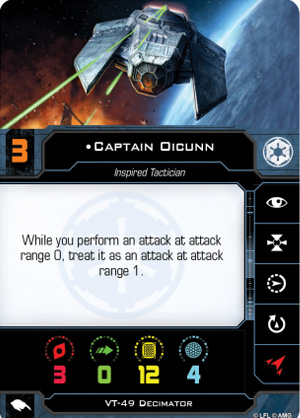 3
•Captain Oicunn
Inspired Tactician
While you perform an attack at attack
range 0, treat it as an attack at attack
range 1.
3 0 12 4
VT-49 Decimator
© LFL © AMG